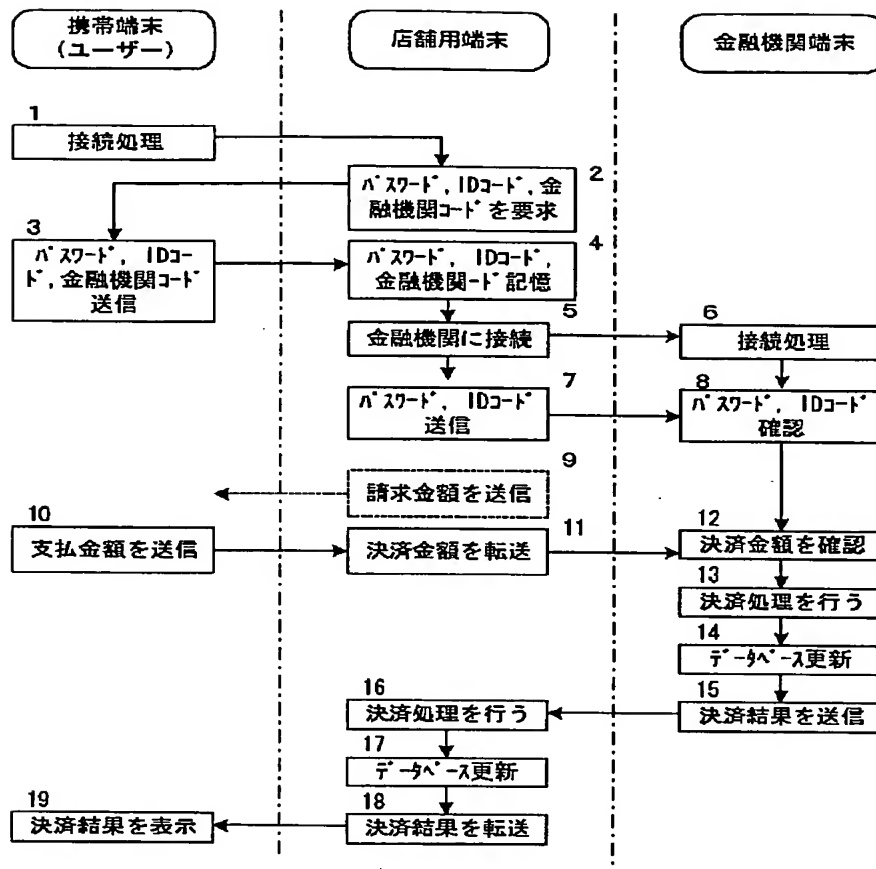 携帯端末
(ユーザー)
店舗用端末
金融機関端末
1
接続処理
2
ﾊﾟｽﾜｰﾄﾞ, IDｺｰﾄﾞ, 金
融機関ｺｰﾄﾞを要求
3
ﾊﾟｽﾜｰﾄﾞ, IDｺｰ
ﾄﾞ, 金融機関ｺｰﾄﾞ
送信
4
ﾊﾟｽﾜｰﾄﾞ, IDｺｰﾄﾞ,
金融機関ｰﾄﾞ記憶
5
金融機関に接続
6
接続処理
7
ﾊﾟｽﾜｰﾄﾞ, IDｺｰﾄﾞ
送信
8
ﾊﾟｽﾜｰﾄﾞ, IDｺｰﾄﾞ
確認
9
請求金額を送信
10
支払金額を送信
11
決済金額を転送
12
決済金額を確認
13
決済処理を行う
14
ﾃﾞｰﾀﾍﾞｰｽ更新
15
決済結果を送信
16
決済処理を行う
17
ﾃﾞｰﾀﾍﾞｰｽ更新
18
決済結果を転送
19
決済結果を表示